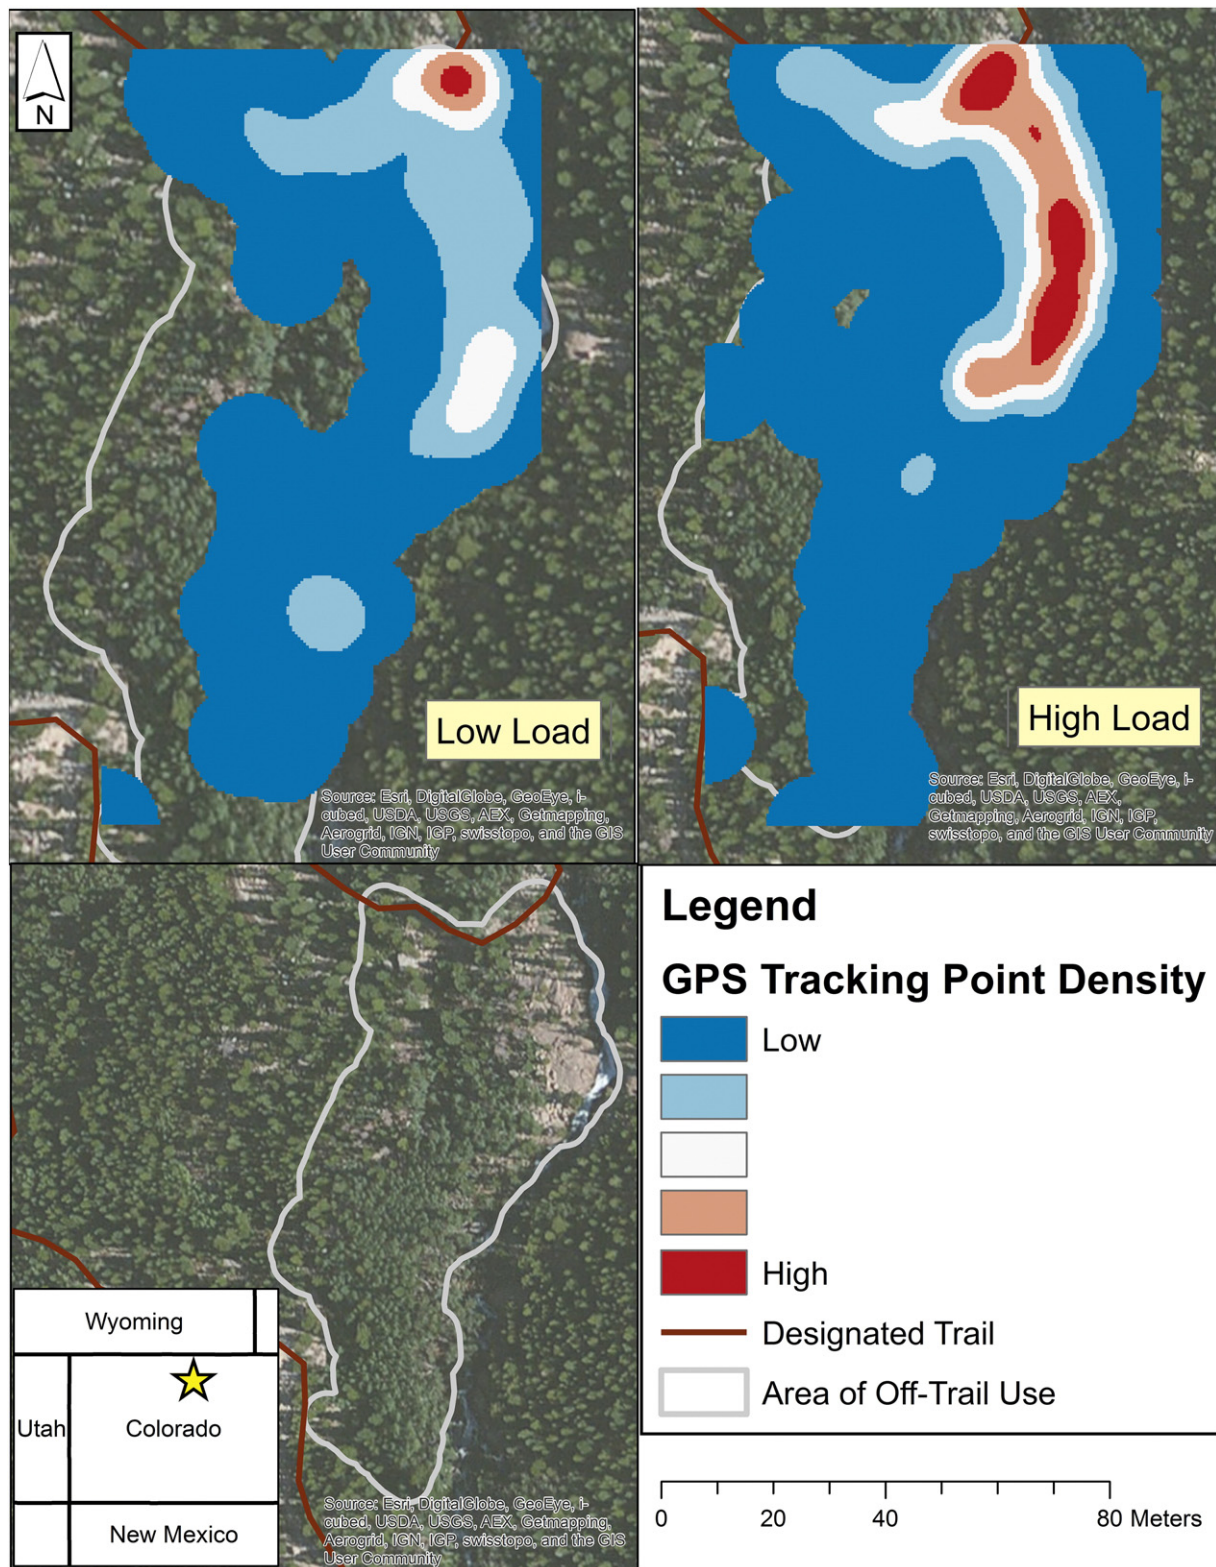 N
Low Load
Source: Esri, DigitalGlobe, GeoEye, i-
cubed, USDA, USGS, AEX, Getmapping,
Aerogrid, IGN, IGP, swisstopo, and the GIS
User Community
High Load
Source: Esri, DigitalGlobe, GeoEye, i-
cubed, USDA, USGS, AEX,
Getmapping, Aerogrid, IGN, IGP,
swisstopo, and the GIS User Community
Wyoming
Utah
Colorado
New Mexico
Source: Esri, DigitalGlobe, GeoEye, i-
cubed, USDA, USGS, AEX, Getmapping,
Aerogrid, IGN, IGP, swisstopo, and the GIS
User Community
Legend
GPS Tracking Point Density
Low
High
Designated Trail
Area of Off-Trail Use
0 20 40 80 Meters